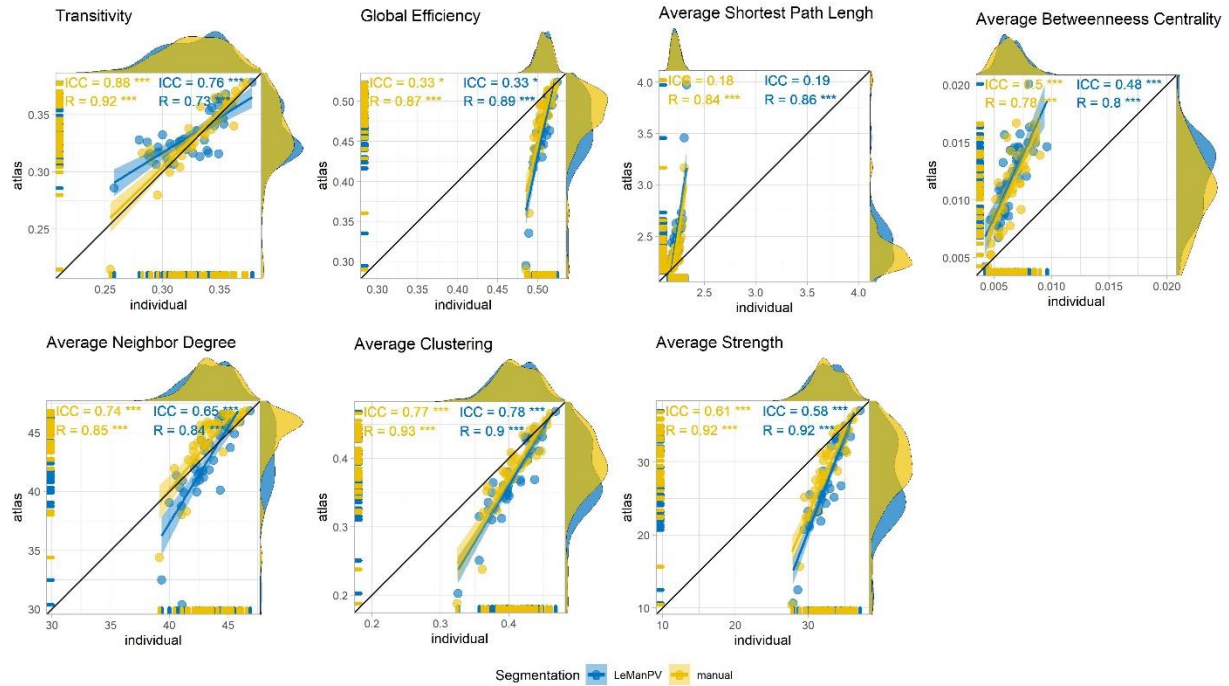 Transitivity
ICC = 0.88 *** ICC = 0.76 ***
R = 0.92 *** R = 0.73 ***
atlas
0.35
0.30
0.25
0.25 0.30 0.35
individual
Global Efficiency
ICC = 0.33 * ICC = 0.33 *
R = 0.87 *** R = 0.89 ***
atlas
0.50
0.45
0.40
0.35
0.30
0.30 0.35 0.40 0.45 0.50
individual
Average Shortest Path Lengh
ICC = 0.18 ICC = 0.19
R = 0.84 *** R = 0.86 ***
atlas
4.0
3.5
3.0
2.5
2.5 3.0 3.5 4.0
individual
Average Betweenneess Centrality
ICC = 0.5 *** ICC = 0.48 ***
R = 0.78 *** R = 0.8 ***
atlas
0.020
0.015
0.010
0.005
0.005 0.010 0.015 0.020
individual
Average Neighbor Degree
ICC = 0.74 *** ICC = 0.65 ***
R = 0.85 *** R = 0.84 ***
atlas
45
40
35
30
30 35 40 45
individual
Average Clustering
ICC = 0.77 *** ICC = 0.78 ***
R = 0.93 *** R = 0.9 ***
atlas
0.4
0.3
0.2
0.2 0.3 0.4
individual
Average Strength
ICC = 0.61 *** ICC = 0.58 ***
R = 0.92 *** R = 0.92 ***
atlas
30
20
10
10 20 30
individual
Segmentation LeManPV manual